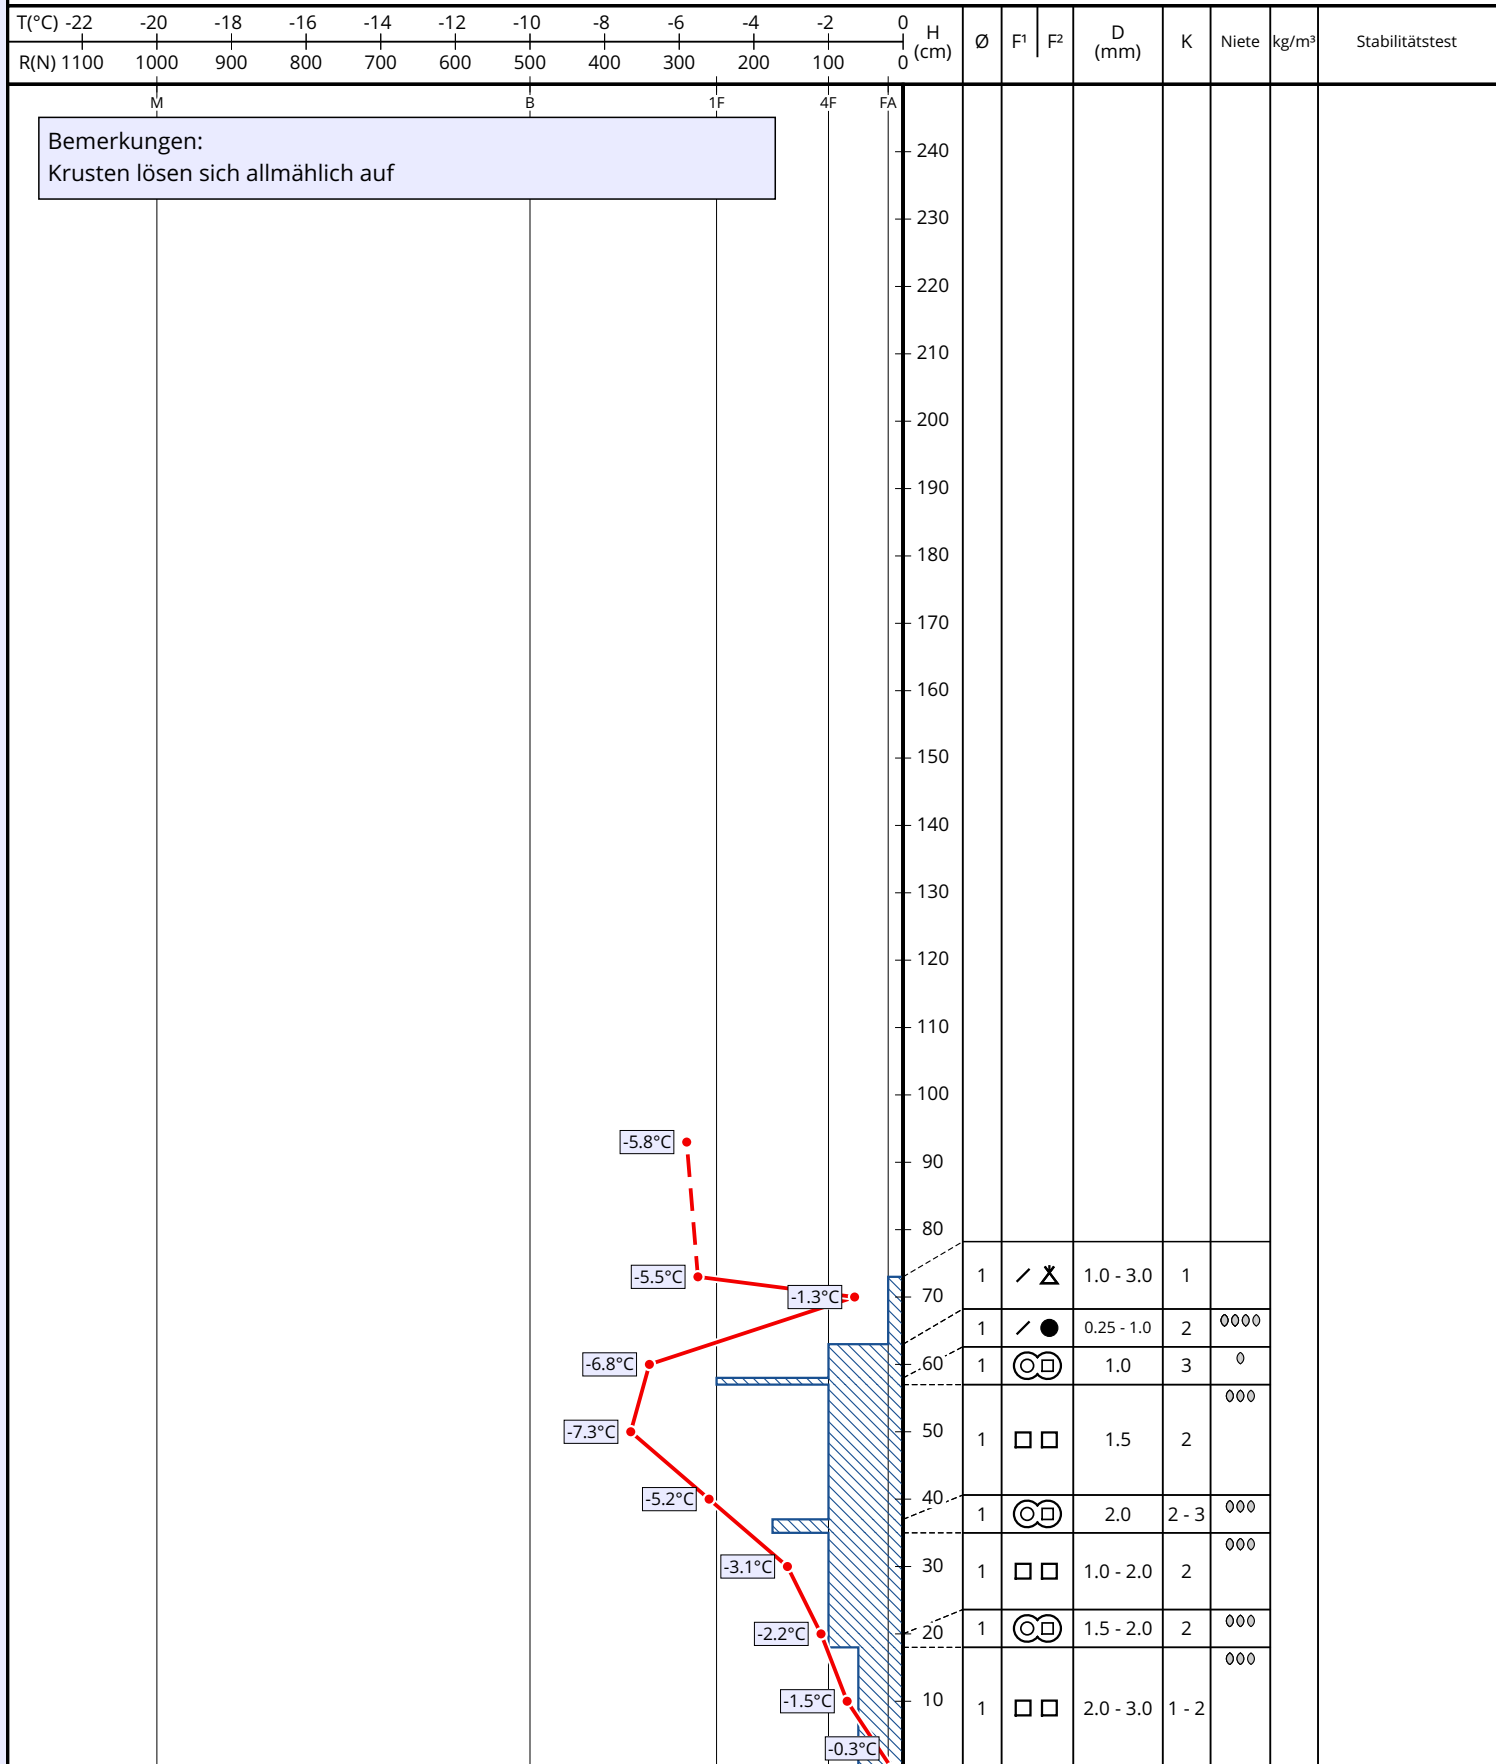 T(°C) -22 -20 -18 -16 -14 -12 -10 -8 -6 -4 -2 0
R(N) 1100 1000 900 800 700 600 500 400 300 200 100 0
H (cm) Ø F¹ F² D (mm) K Niete kg/m³ Stabilitätstest
M B 1F 4F FA
Bemerkungen:
Krusten lösen sich allmählich auf
240
230
220
210
200
190
180
170
160
150
140
130
120
110
100
-5.8°C
90
80
-5.5°C 1 1.0 - 3.0 1
-1.3°C 70
1 0.25 - 1.0 2
-6.8°C 60 1 1.0 3
-7.3°C 50 1 1.5 2
-5.2°C 40 1 2.0 2 - 3
-3.1°C 30 1 1.0 - 2.0 2
-2.2°C 20 1 1.5 - 2.0 2
-1.5°C 10 1 2.0 - 3.0 1 - 2
-0.3°C